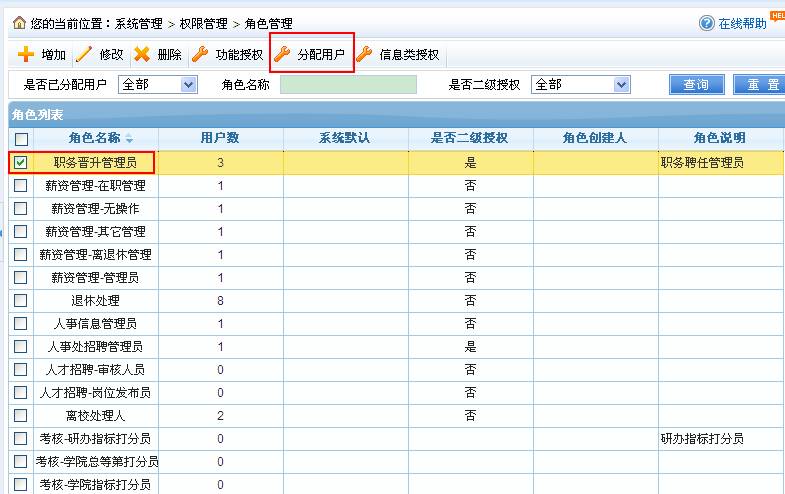 您的当前位置：系统管理 > 权限管理 > 角色管理 在线帮助 HEL
增加 修改 删除 功能授权 分配用户 信息类授权
是否已分配用户 全部 角色名称 是否二级授权 全部 查询 重置
角色列表
角色名称 用户数 系统默认 是否二级授权 角色创建人 角色说明
职务晋升管理员 3 是 职务聘任管理员
薪资管理-在职管理 1 否
薪资管理-无操作 1 否
薪资管理-其它管理 1 否
薪资管理-离退休管理 1 否
薪资管理-管理员 1 否
退休处理 8 否
人事信息管理员 1 否
人事处招聘管理员 1 是
人才招聘-审核人员 0 否
人才招聘-岗位发布员 0 否
离校处理人 2 否
考核-研办指标打分员 0 研办指标打分员
考核-学院总等第打分员 0
考核-学院指标打分员 0